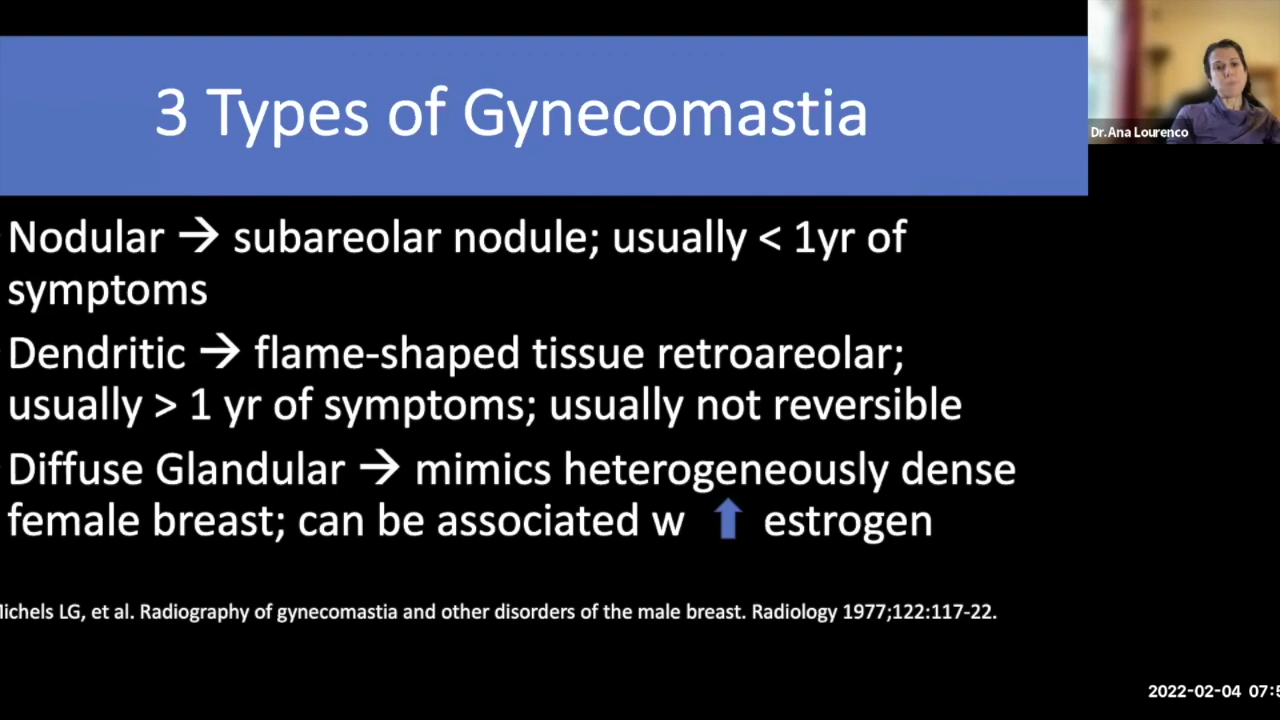 3 Types of Gynecomastia
Dr. Ana Lourenco
Nodular → subareolar nodule; usually < 1yr of
symptoms
Dendritic → flame-shaped tissue retroareolar;
usually > 1 yr of symptoms; usually not reversible
Diffuse Glandular → mimics heterogeneously dense
female breast; can be associated w ⬆ estrogen
ichels LG, et al. Radiography of gynecomastia and other disorders of the male breast. Radiology 1977;122:117-22.
2022-02-04 07:5